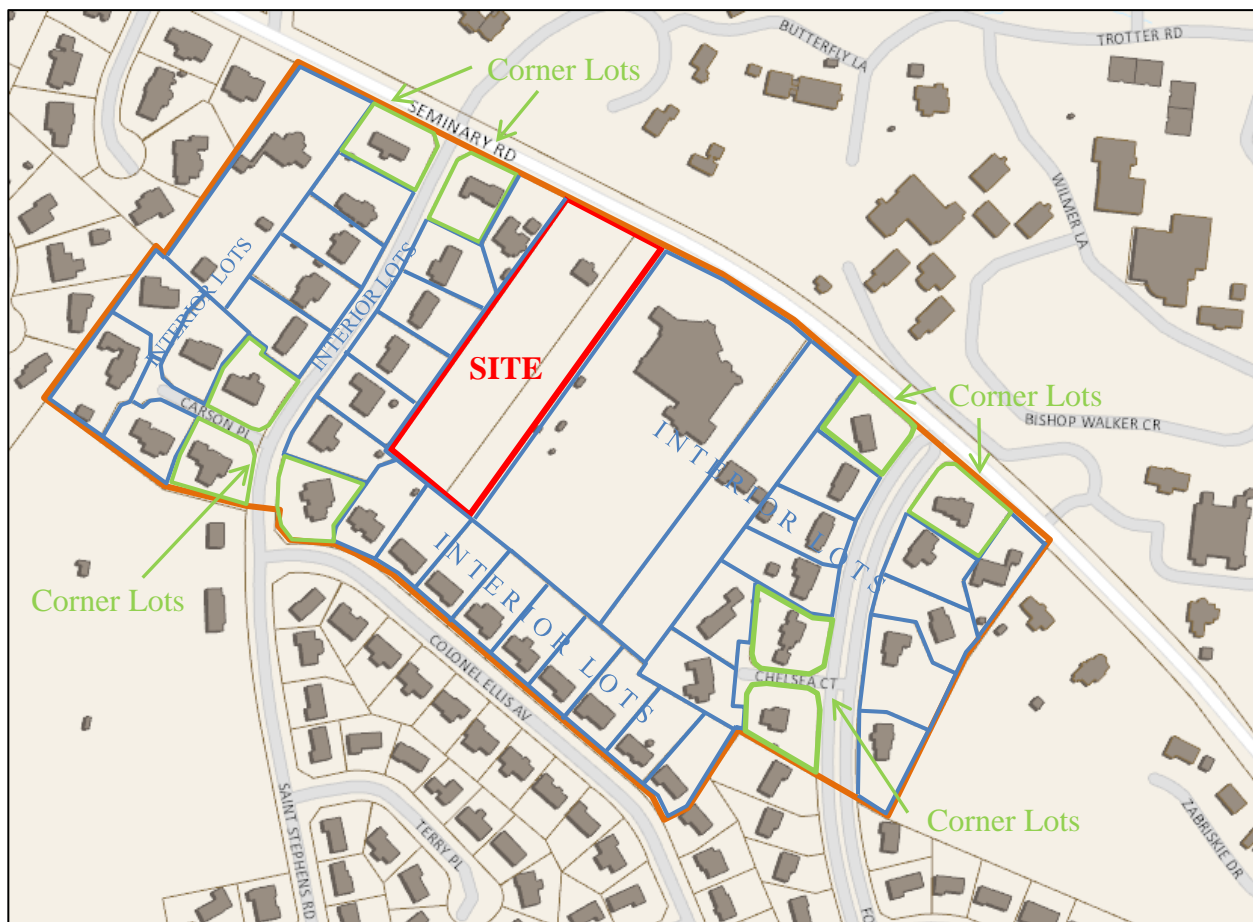 BUTTERFLY LA
TROTTER RD
Corner Lots
SEMINARY RD
WILMER LA
INTERIOR LOTS
INTERIOR LOTS
SITE
CARSON PL
Corner Lots
BISHOP WALKER CR
INTERIOR LOTS
INTERIOR LOTS
Corner Lots
COLONEL ELLIS AV
CHELSEA CT
SAINT STEPHENS RD
TERRY PL
Corner Lots
ZABRISKIE DR
FO